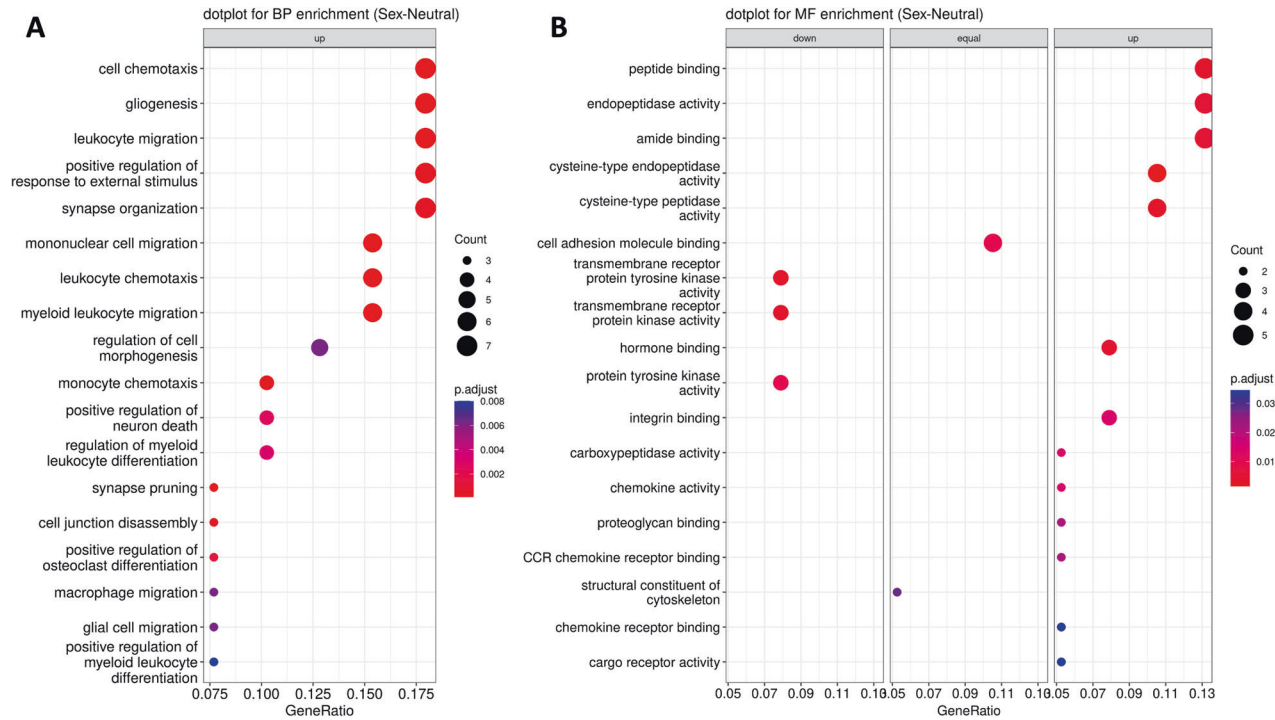 A
dotplot for BP enrichment (Sex-Neutral)
up
cell chemotaxis
gliogenesis
leukocyte migration
positive regulation of
response to external stimulus
synapse organization
mononuclear cell migration
leukocyte chemotaxis
myeloid leukocyte migration
regulation of cell
morphogenesis
monocyte chemotaxis
positive regulation of
neuron death
regulation of myeloid
leukocyte differentiation
synapse pruning
cell junction disassembly
positive regulation of
osteoclast differentiation
macrophage migration
glial cell migration
positive regulation of
myeloid leukocyte
differentiation
0.075 0.100 0.125 0.150 0.175
GeneRatio
Count
3
4
5
6
7
p.adjust
0.008
0.006
0.004
0.002
B
dotplot for MF enrichment (Sex-Neutral)
down equal up
peptide binding
endopeptidase activity
amide binding
cysteine-type endopeptidase
activity
cysteine-type peptidase
activity
cell adhesion molecule binding
transmembrane receptor
protein tyrosine kinase
activity
transmembrane receptor
protein kinase activity
hormone binding
protein tyrosine kinase
activity
integrin binding
carboxypeptidase activity
chemokine activity
proteoglycan binding
CCR chemokine receptor binding
structural constituent of
cytoskeleton
chemokine receptor binding
cargo receptor activity
0.05 0.07 0.09 0.11 0.05 0.07 0.09 0.11 0.05 0.07 0.09 0.11 0.13
GeneRatio
Count
2
3
4
5
p.adjust
0.03
0.02
0.01